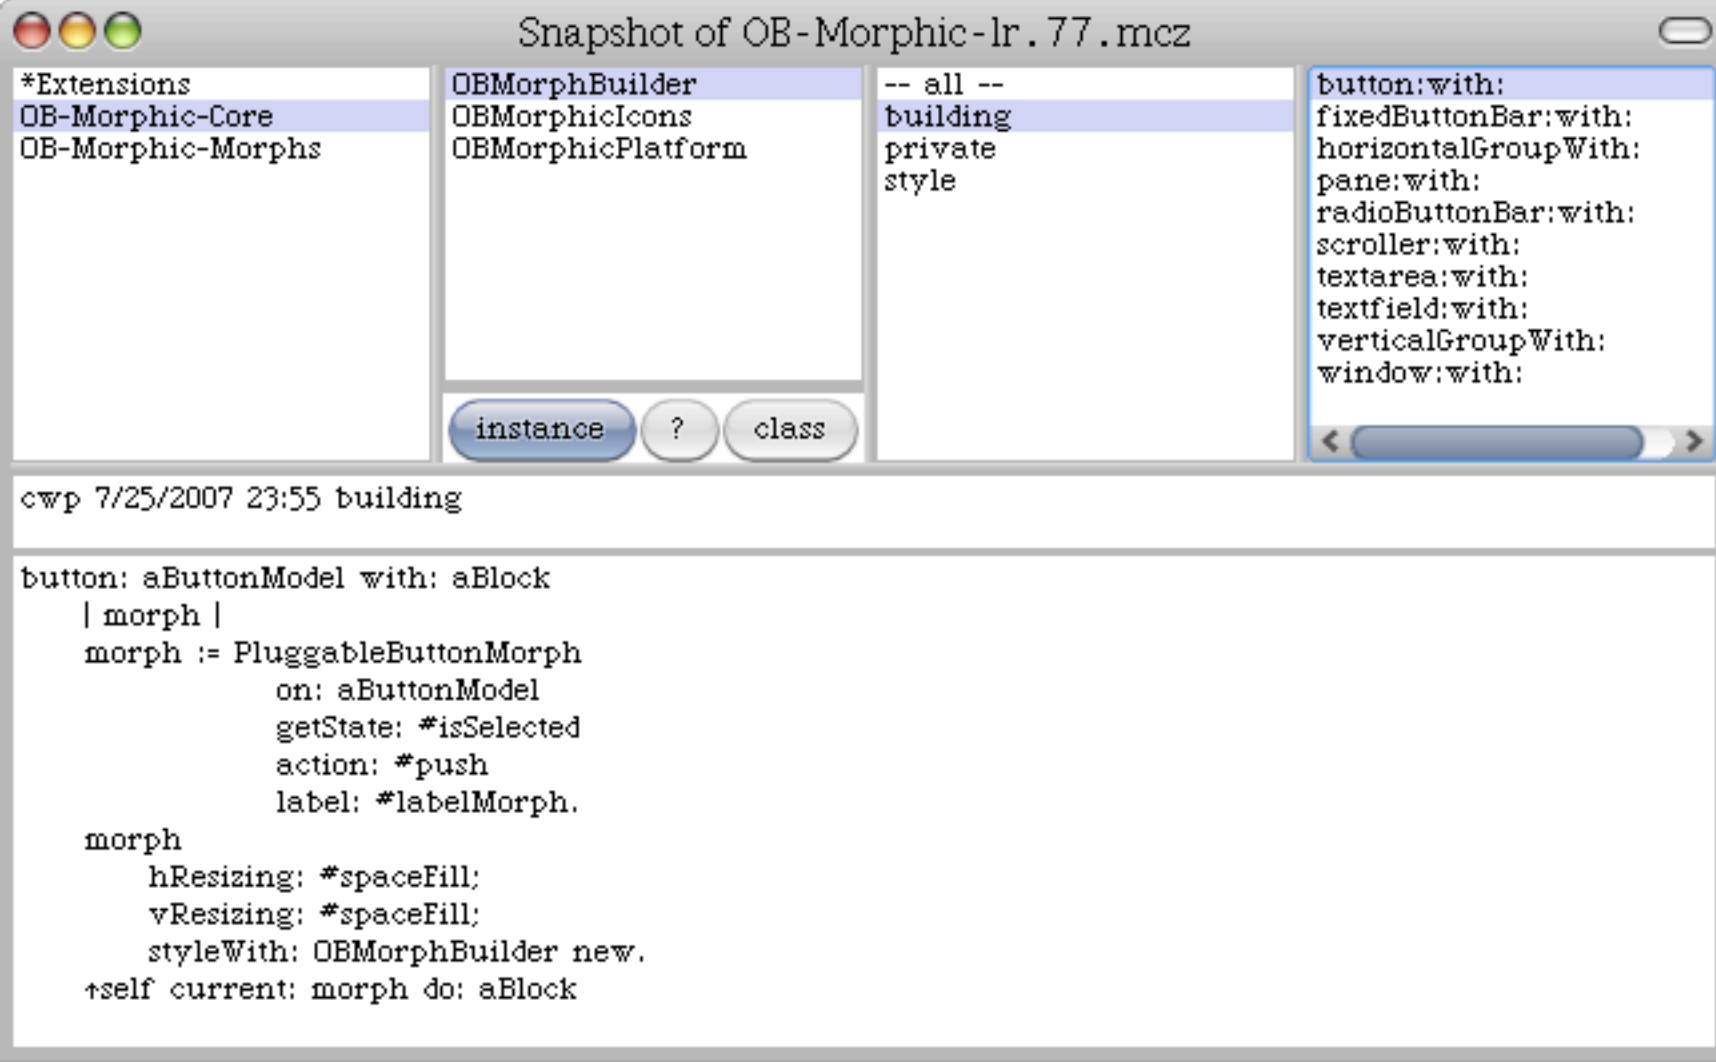 Snapshot of OB-Morphic-lr.77.mcz
*Extensions
OB-Morphic-Core
OB-Morphic-Morphs
OBMorphBuilder
OBMorphicIcons
OBMorphicPlatform
instance
?
class
-- all --
building
private
style
button:with:
fixedButtonBar:with:
horizontalGroupWith:
pane:with:
radioButtonBar:with:
scroller:with:
textarea:with:
textfield:with:
verticalGroupWith:
window:with:
cwp 7/25/2007 23:55 building
button: aButtonModel with: aBlock
| morph |
morph := PluggableButtonMorph
on: aButtonModel
getState: #isSelected
action: #push
label: #labelMorph.
morph
hResizing: #spaceFill;
vResizing: #spaceFill;
styleWith: OBMorphBuilder new.
↑self current: morph do: aBlock